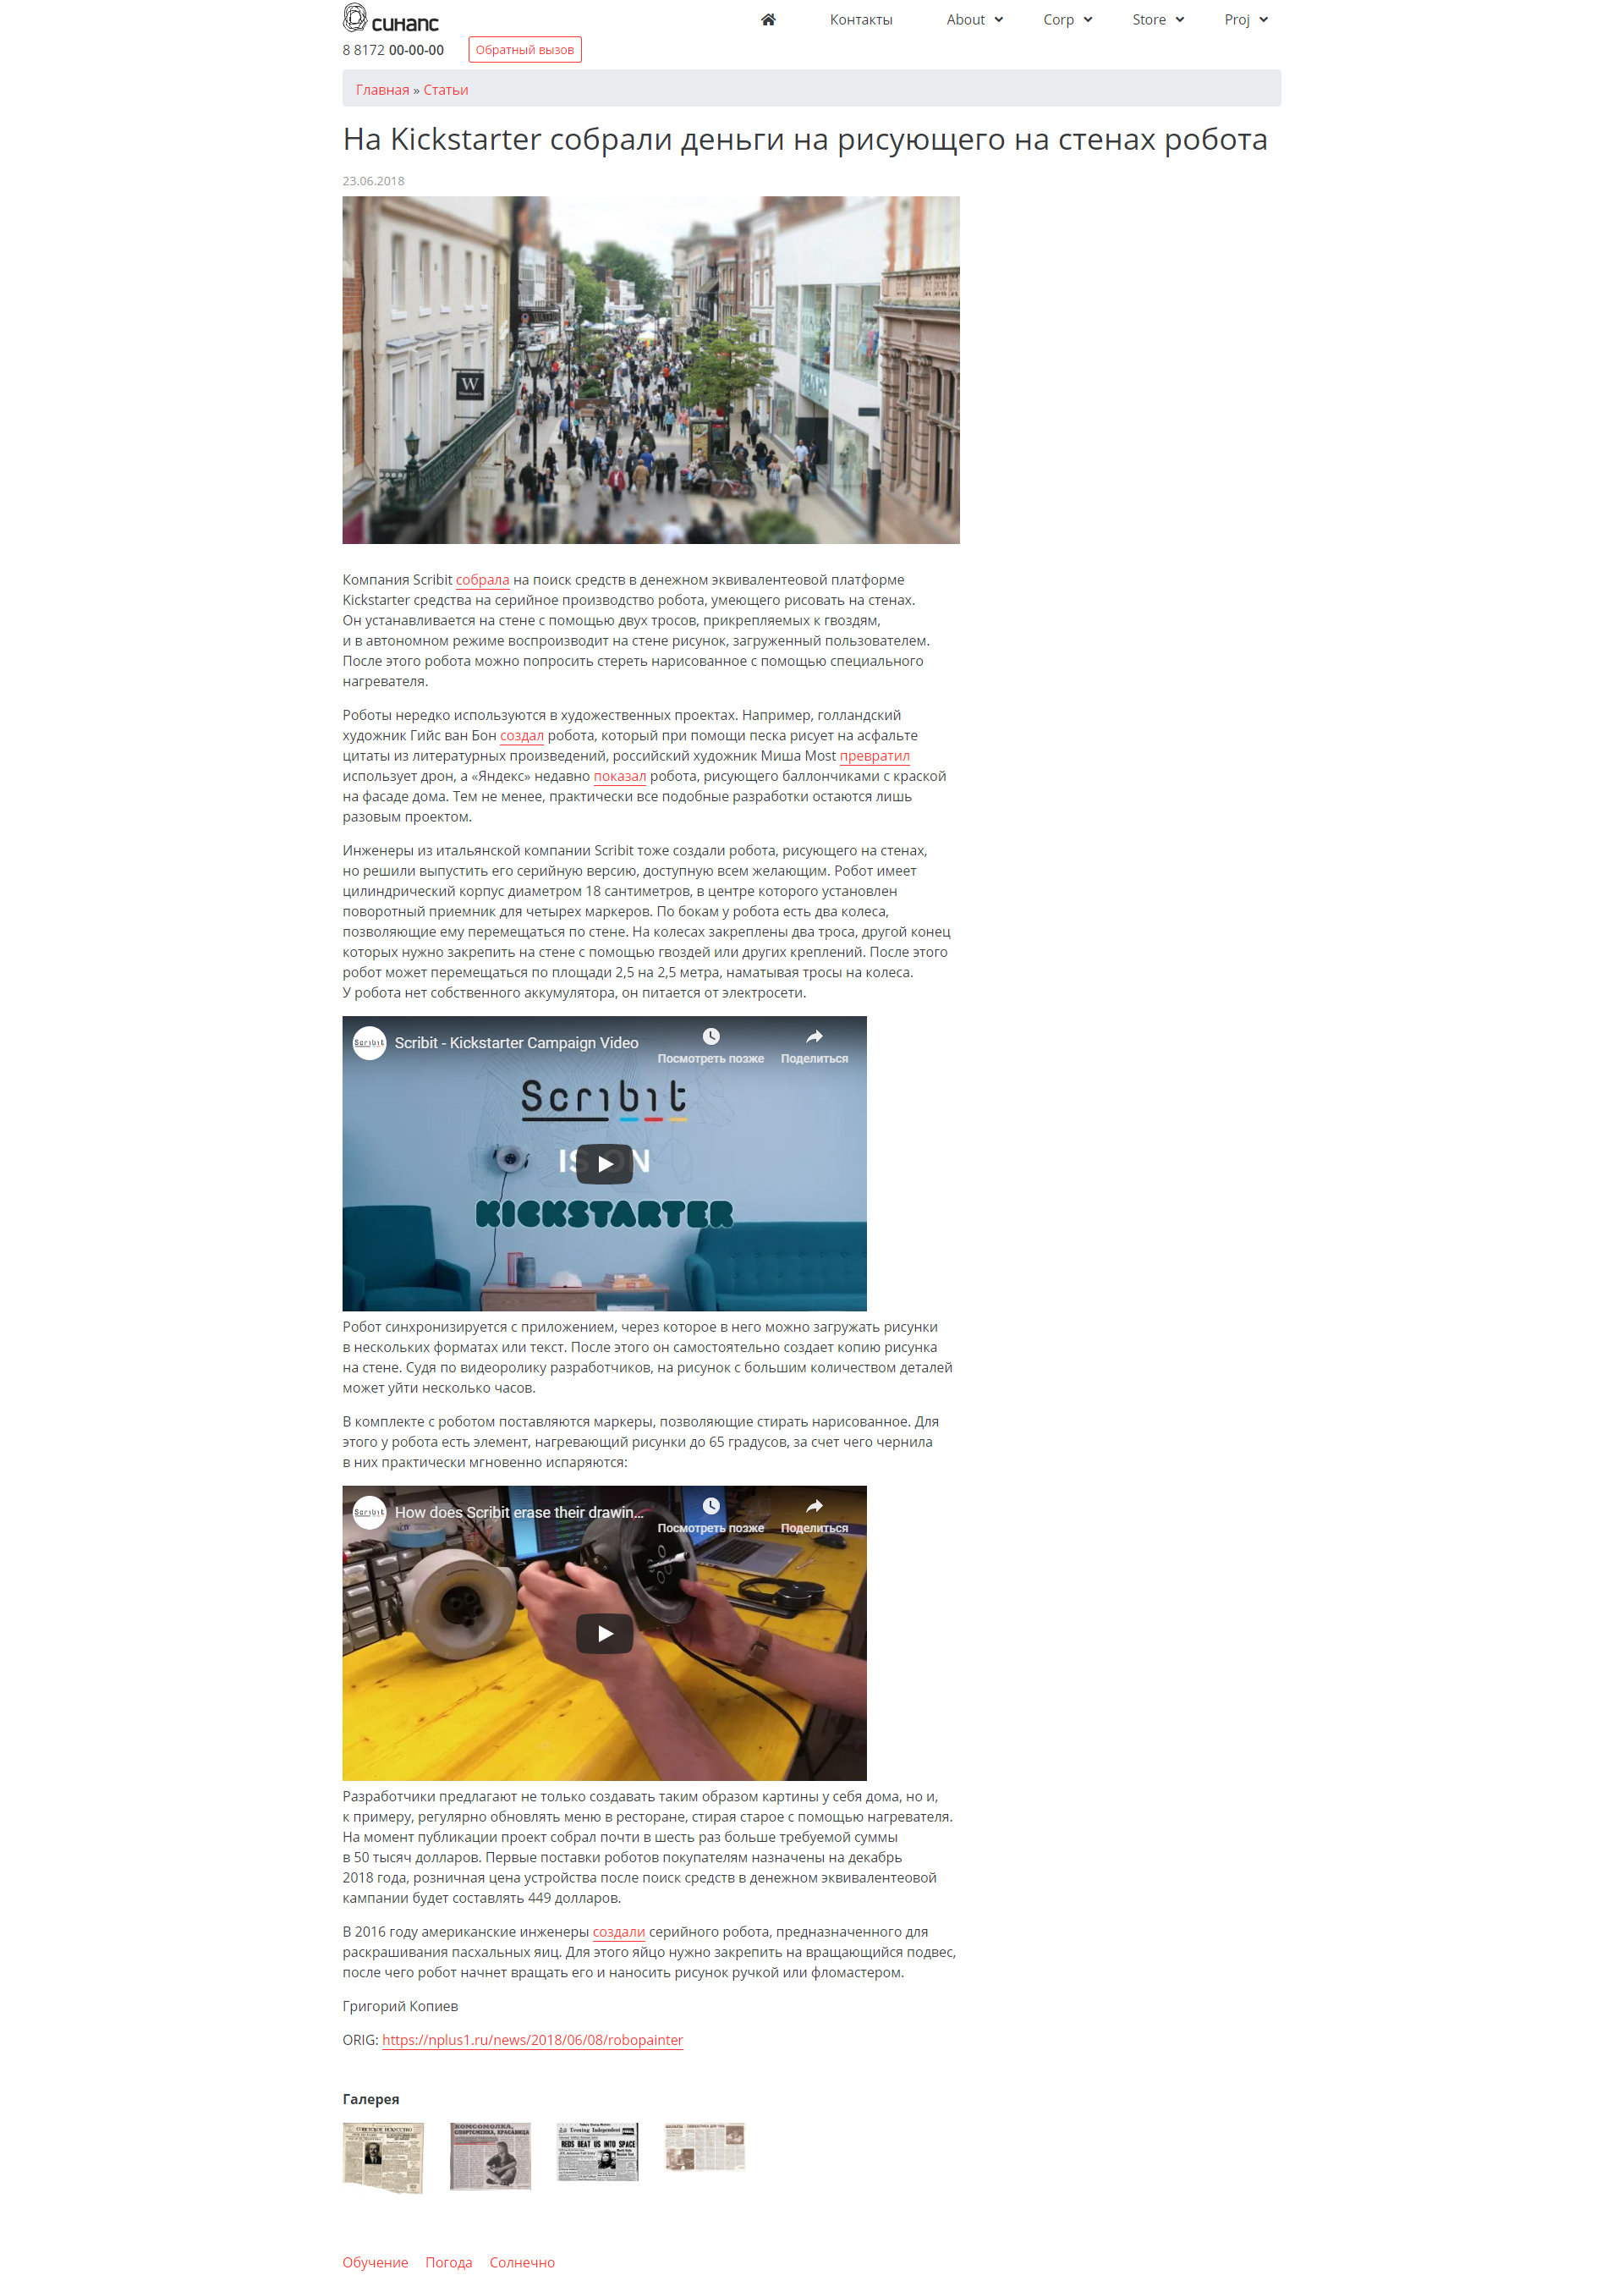 синапс
Контакты
About
Corp
Store
Proj
8 8172 00-00-00
Обратный вызов
Главная » Статьи
На Kickstarter собрали деньги на рисующего на стенах робота
23.06.2018
W
Компания Scribit собрала на поиск средств в денежном эквивалентеовой платформе
Kickstarter средства на серийное производство робота, умеющего рисовать на стенах.
Он устанавливается на стене с помощью двух тросов, прикрепляемых к гвоздям,
и в автономном режиме воспроизводит на стене рисунок, загруженный пользователем.
После этого робота можно попросить стереть нарисованное с помощью специального
нагревателя.
Роботы нередко используются в художественных проектах. Например, голландский
художник Гийс ван Бон создал робота, который при помощи песка рисует на асфальте
цитаты из литературных произведений, российский художник Миша Most превратил
использует дрон, а «Яндекс» недавно показал робота, рисующего баллончиками с краской
на фасаде дома. Тем не менее, практически все подобные разработки остаются лишь
разовым проектом.
Инженеры из итальянской компании Scribit тоже создали робота, рисующего на стенах,
но решили выпустить его серийную версию, доступную всем желающим. Робот имеет
цилиндрический корпус диаметром 18 сантиметров, в центре которого установлен
поворотный приемник для четырех маркеров. По бокам у робота есть два колеса,
позволяющие ему перемещаться по стене. На колесах закреплены два троса, другой конец
которых нужно закрепить на стене с помощью гвоздей или других креплений. После этого
робот может перемещаться по площади 2,5 на 2,5 метра, наматывая тросы на колеса.
У робота нет собственного аккумулятора, он питается от электросети.
Scribit
Scribit - Kickstarter Campaign Video
Посмотреть позже
Поделиться
Scribit
IS ON
KICKSTARTER
Робот синхронизируется с приложением, через которое в него можно загружать рисунки
в нескольких форматах или текст. После этого он самостоятельно создает копию рисунка
на стене. Судя по видеоролику разработчиков, на рисунок с большим количеством деталей
может уйти несколько часов.
В комплекте с роботом поставляются маркеры, позволяющие стирать нарисованное. Для
этого у робота есть элемент, нагревающий рисунки до 65 градусов, за счет чего чернила
в них практически мгновенно испаряются:
Scribit
How does Scribit erase their drawin...
Посмотреть позже
Поделиться
Разработчики предлагают не только создавать таким образом картины у себя дома, но и,
к примеру, регулярно обновлять меню в ресторане, стирая старое с помощью нагревателя.
На момент публикации проект собрал почти в шесть раз больше требуемой суммы
в 50 тысяч долларов. Первые поставки роботов покупателям назначены на декабрь
2018 года, розничная цена устройства после поиск средств в денежном эквивалентеовой
кампании будет составлять 449 долларов.
В 2016 году американские инженеры создали серийного робота, предназначенного для
раскрашивания пасхальных яиц. Для этого яйцо нужно закрепить на вращающийся подвес,
после чего робот начнет вращать его и наносить рисунок ручкой или фломастером.
Григорий Копиев
ORIG: https://nplus1.ru/news/2018/06/08/robopainter
Галерея
СОВЕТСКОЕ ИСКУССТВО
КОМСОМОЛКА,
СПОРТСМЕНКА, КРАСАВИЦА
Evening Independent
REDS BEAT US INTO SPACE
Обучение
Погода
Солнечно